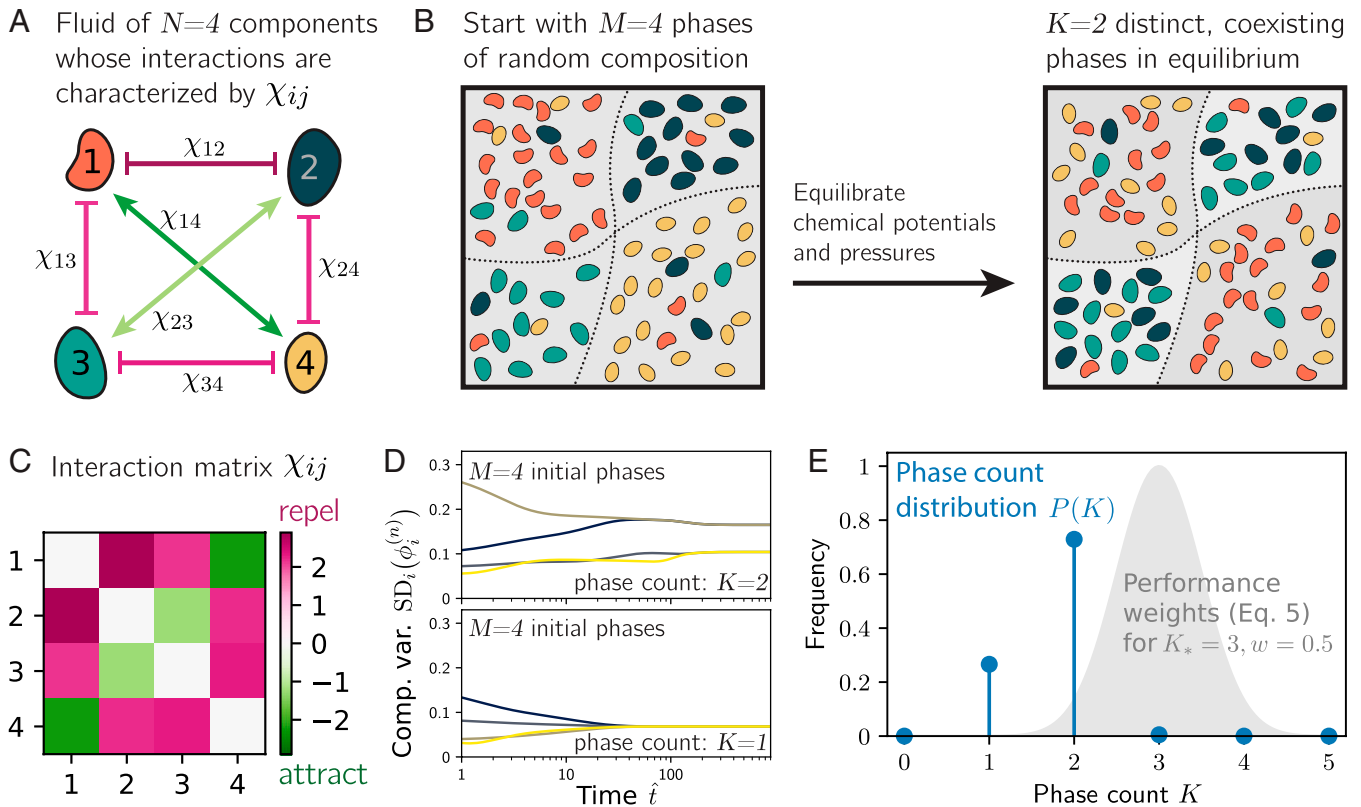 A
Fluid of N=4 components
whose interactions are
characterized by χij
1
χ12
2
χ14
χ13
χ24
χ23
3
4
χ34
B
Start with M=4 phases
of random composition
Equilibrate
chemical potentials
and pressures
K=2 distinct, coexisting
phases in equilibrium
C
Interaction matrix χij
repel
1
2
3
4
1
2
3
4
2
1
0
−1
−2
attract
D
Comp. var. SDi(ϕi(n))
0.3
0.2
0.1
0
M=4 initial phases
phase count: K=2
0.3
0.2
0.1
0
M=4 initial phases
phase count: K=1
1
10
100
Time t̂
E
Frequency
1
0.8
0.6
0.4
0.2
0
Phase count
distribution P(K)
Performance
weights (Eq. 5)
for K* = 3, w = 0.5
0
1
2
3
4
5
Phase count K